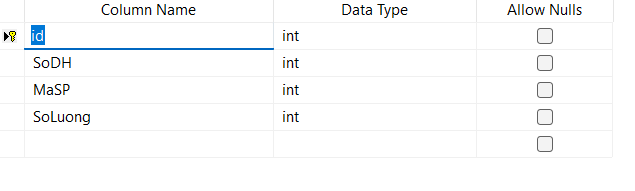 Column Name Data Type Allow Nulls
id int
SoDH int
MaSP int
SoLuong int